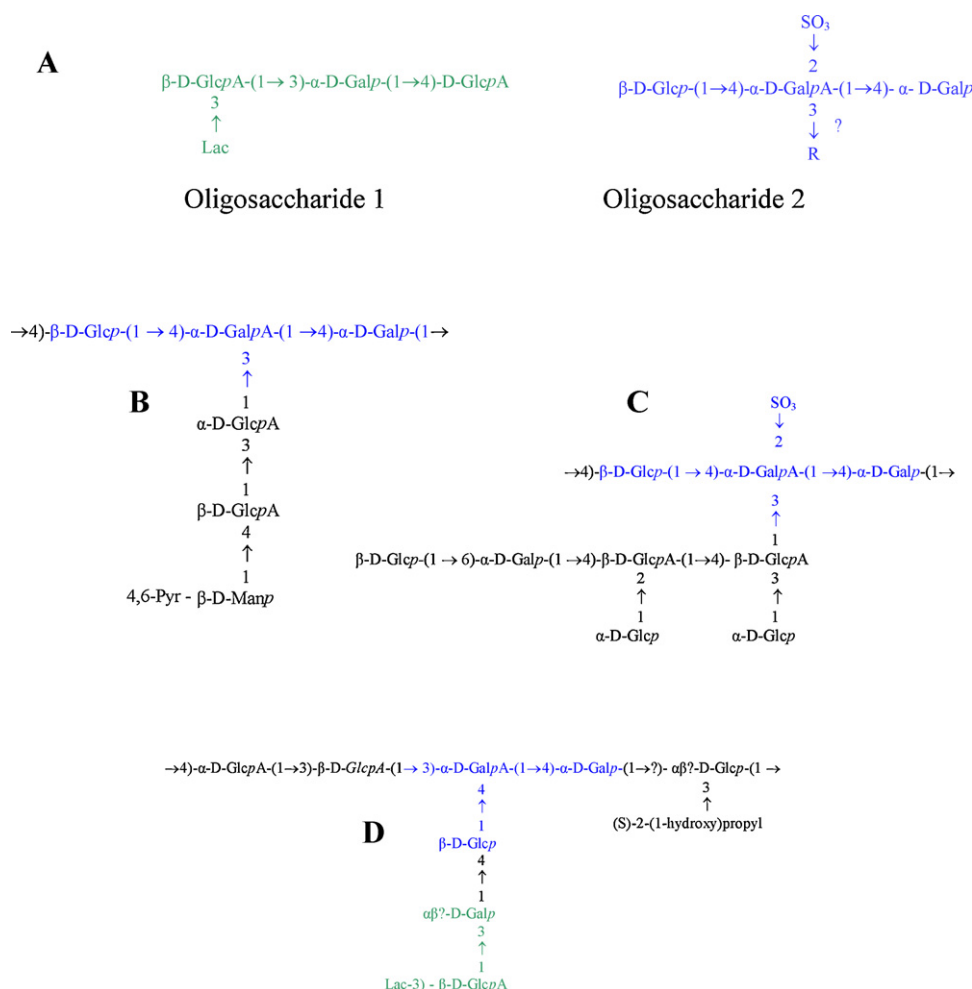 A
β-D-GlcpA-(1→ 3)-α-D-Galp-(1→4)-D-GlcpA
3
↑
Lac
Oligosaccharide 1
SO₃
↓
2
β-D-Glcp-(1→4)-α-D-GalpA-(1→4)- α- D-Galp
3
↓ ?
R
Oligosaccharide 2
→4)-β-D-Glcp-(1 → 4)-α-D-GalpA-(1 →4)-α-D-Galp-(1→
3
↑
B
1
α-D-GlcpA
3
↑
1
β-D-GlcpA
4
↑
1
4,6-Pyr - β-D-Manp
C
SO₃
↓
2
→4)-β-D-Glcp-(1 → 4)-α-D-GalpA-(1 →4)-α-D-Galp-(1→
3
↑
1
β-D-Glcp-(1 → 6)-α-D-Galp-(1 →4)-β-D-GlcpA-(1→4)- β-D-GlcpA
2 3
↑ ↑
1 1
α-D-Glcp α-D-Glcp
→4)-α-D-GlcpA-(1→3)-β-D-GlcpA-(1→ 3)-α-D-GalpA-(1→4)-α-D-Galp-(1→?)- αβ?-D-Glcp-(1 →
4 3
↑ ↑
1 (S)-2-(1-hydroxy)propyl
D
β-D-Glcp
4
↑
1
αβ?-D-Galp
3
↑
1
Lac-3) - β-D-GlcpA